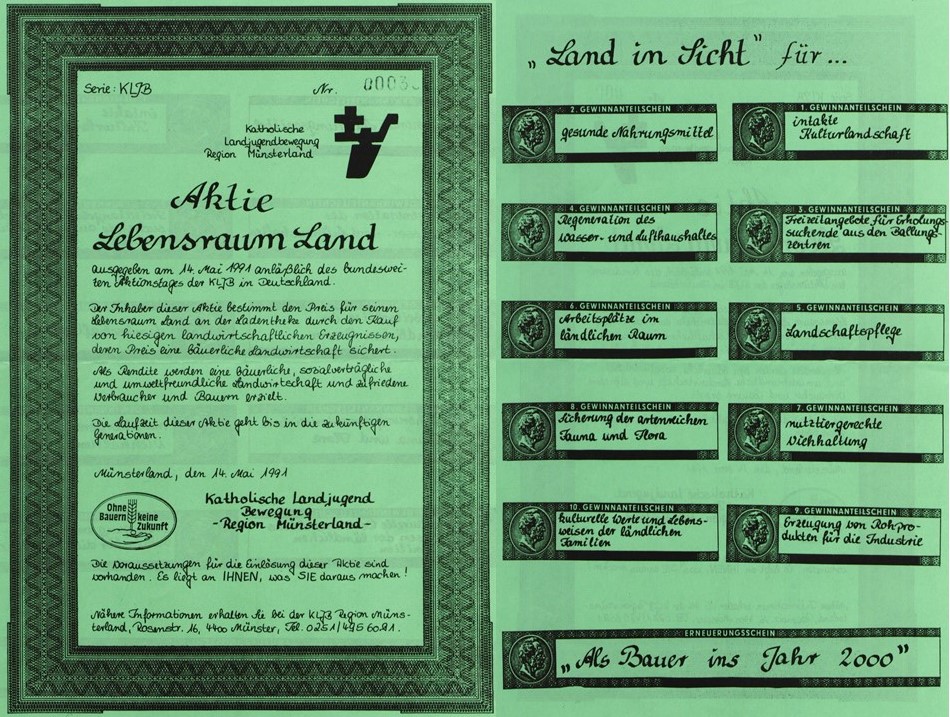 Serie: KLJB
Nr. 0003
Katholische
Landjugendbewegung
Region Münsterland
Aktie
Lebensraum Land
ausgegeben am 14. Mai 1991 anläßlich des bundeswei-
ten Aktionstages der KLJB in Deutschland.
Der Inhaber dieser Aktie bestimmt den Preis für seinen
Lebensraum Land an der Ladentheke durch den Kauf
von hiesigen landwirtschaftlichen Erzeugnissen,
deren Preis eine bäuerliche Landwirtschaft sichert.
Als Rendite werden eine bäuerliche, sozialverträgliche
und umweltfreundliche Landwirtschaft und zufriedene
Verbraucher und Bauern erzielt.
Die Laufzeit dieser Aktie geht bis in die zukünftigen
Generationen.
Münsterland, den 14. Mai 1991
Ohne
Bauern keine
Zukunft
Katholische Landjugend
Bewegung
-Region Münsterland-
Die Voraussetzungen für die Einlösung dieser Aktie sind
vorhanden. Es liegt an IHNEN, was SIE daraus machen!
Nähere Informationen erhalten Sie bei der KLJB Region Müns-
terland, Rosenstr. 16, 4400 Münster, Tel. 0251/4956091.
„Land in Sicht" für...
2. GEWINNANTEILSCHEIN
gesunde Nahrungsmittel
1. GEWINNANTEILSCHEIN
intakte
Kulturlandschaft
4. GEWINNANTEILSCHEIN
Regeneration des
Wasser- und Lufthaushaltes
3. GEWINNANTEILSCHEIN
Freizeitangebote für Erholungs-
suchende aus den Ballungs-
zentren
6. GEWINNANTEILSCHEIN
Arbeitsplätze im
ländlichen Raum
5. GEWINNANTEILSCHEIN
Landschaftspflege
8. GEWINNANTEILSCHEIN
Sicherung der artenreichen
Fauna und Flora
7. GEWINNANTEILSCHEIN
nutztiergerechte
Viehhaltung
10. GEWINNANTEILSCHEIN
kulturelle Werte und Lebens-
weisen der ländlichen
Familien
9. GEWINNANTEILSCHEIN
Erzeugung von Rohpro-
dukten für die Industrie
ERNEUERUNGSSCHEIN
„Als Bauer ins Jahr 2000"